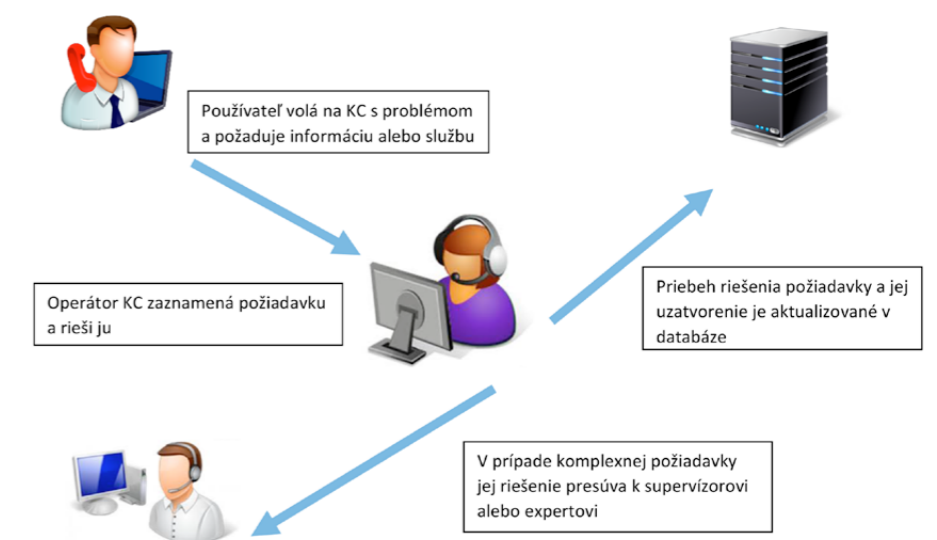 Používateľ volá na KC s problémom
a požaduje informáciu alebo službu
Operátor KC zaznamená požiadavku
a rieši ju
Priebeh riešenia požiadavky a jej
uzatvorenie je aktualizované v
databáze
V prípade komplexnej požiadavky
jej riešenie presúva k supervízorovi
alebo expertovi